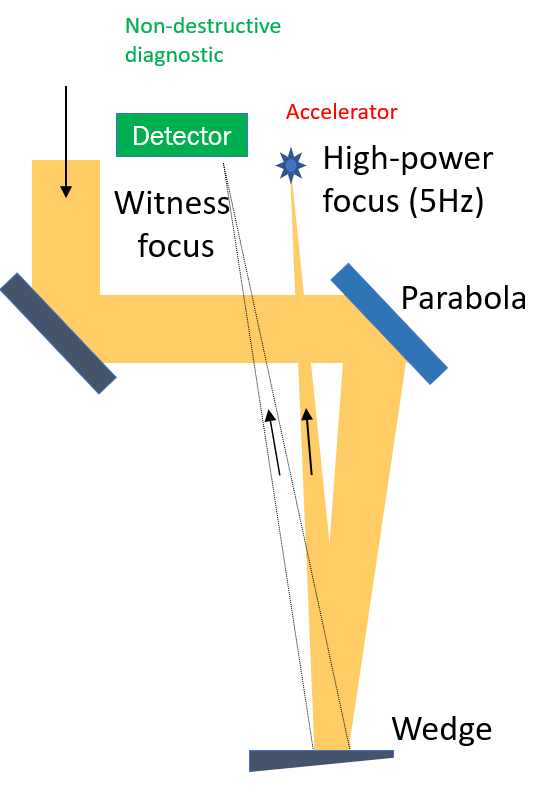 Non-destructive
diagnostic
Accelerator
Detector
High-power
focus (5Hz)
Witness
focus
Parabola
Wedge